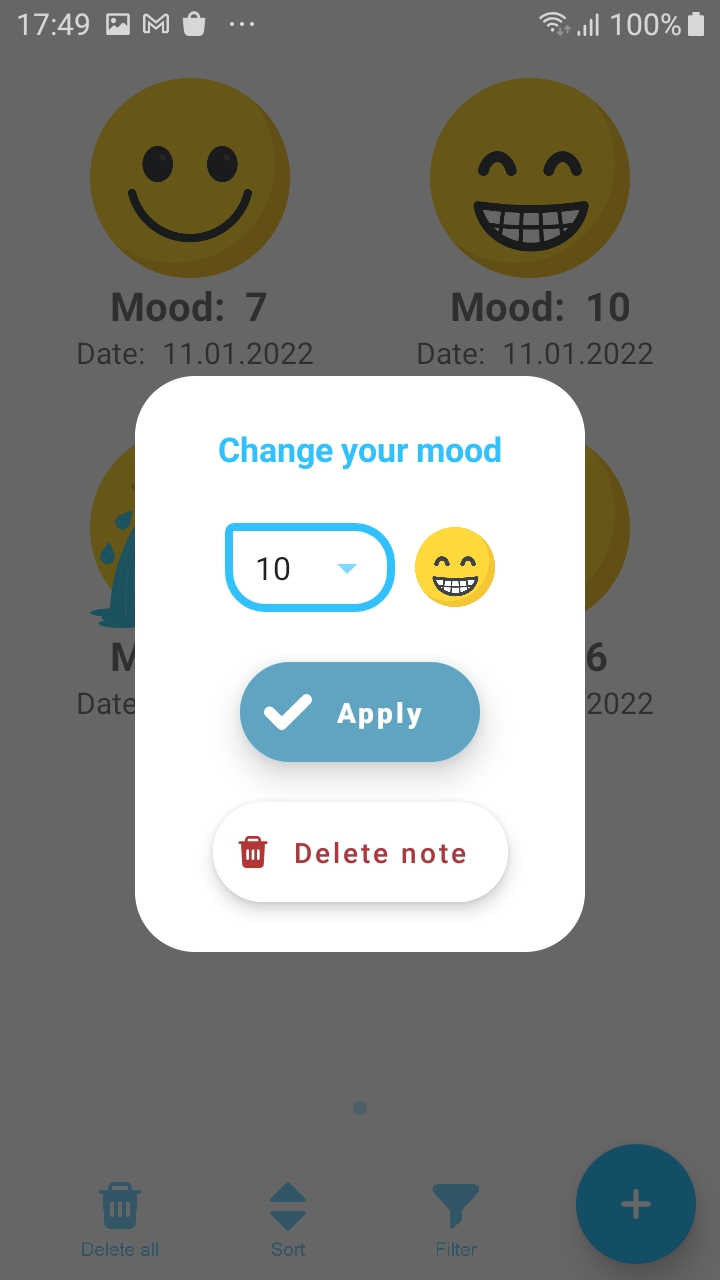 17:49 100%
Mood: 7 Mood: 10
Date: 11.01.2022 Date: 11.01.2022
Change your mood
10
M 6
Date 2022
Apply
Delete note
Delete all Sort Filter